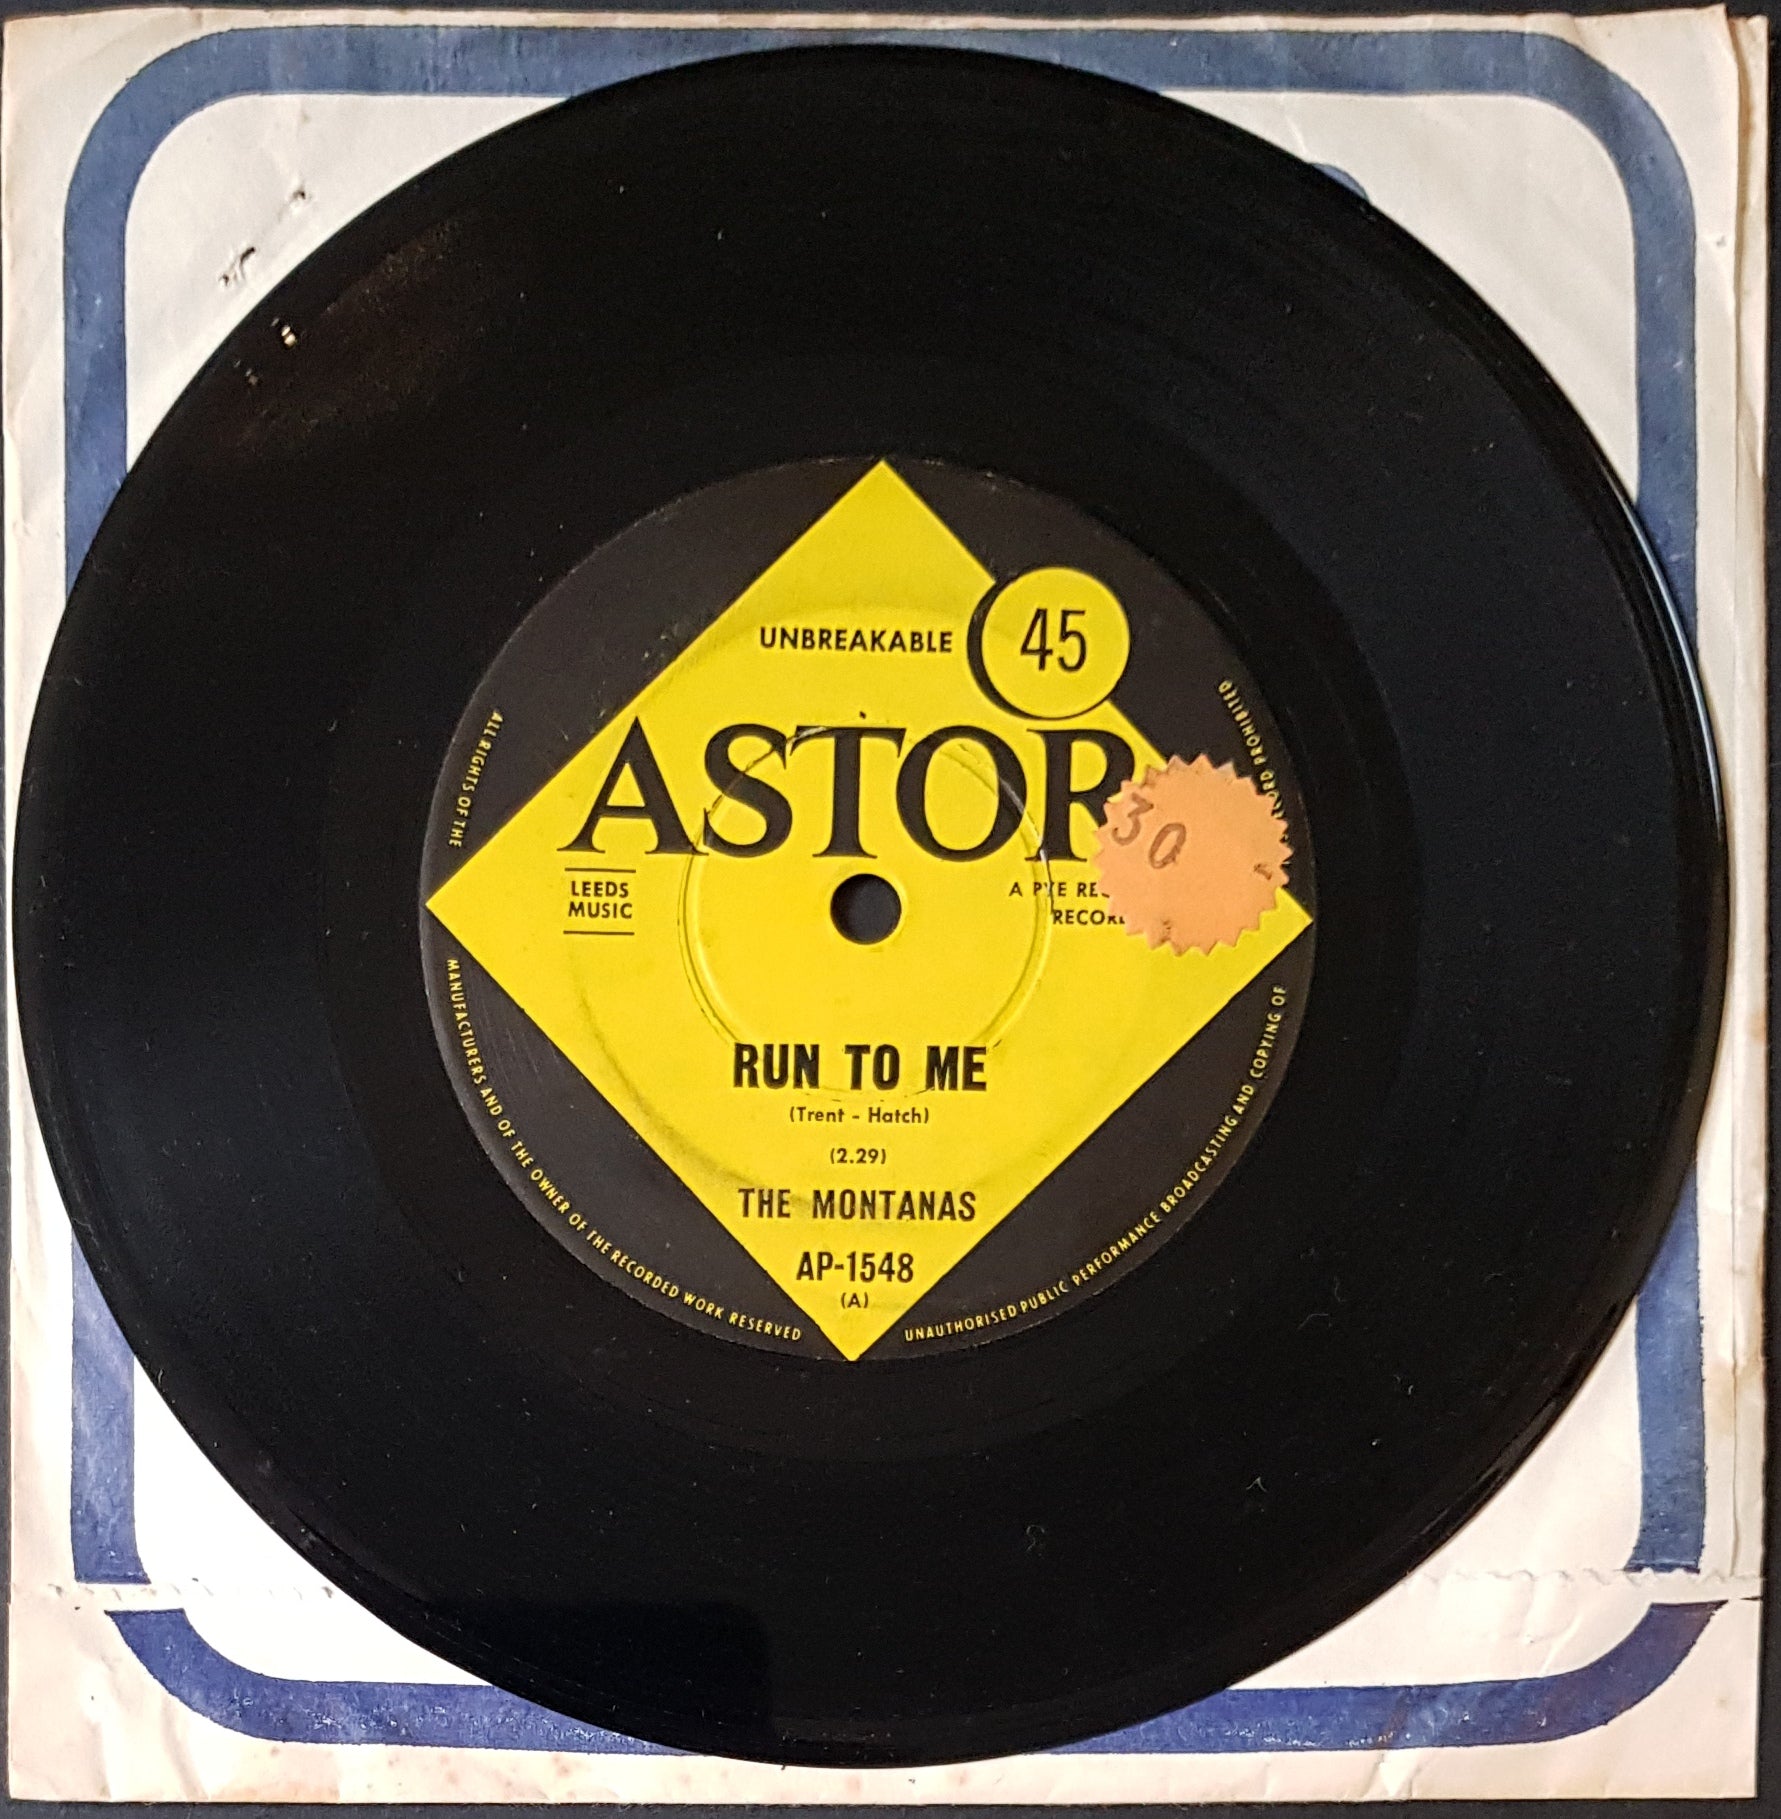 UNBREAKABLE 45
ASTOR
30
LEEDS
MUSIC
A PYE
RUN TO ME
(Trent - Hatch)
(2.29)
THE MONTANAS
AP-1548
(A)
ALL RIGHTS OF THE
MANUFACTURERS AND OF THE OWNER OF THE RECORDED WORK RESERVED
UNAUTHORISED PUBLIC PERFORMANCE BROADCASTING AND COPYING OF
PROHIBITED